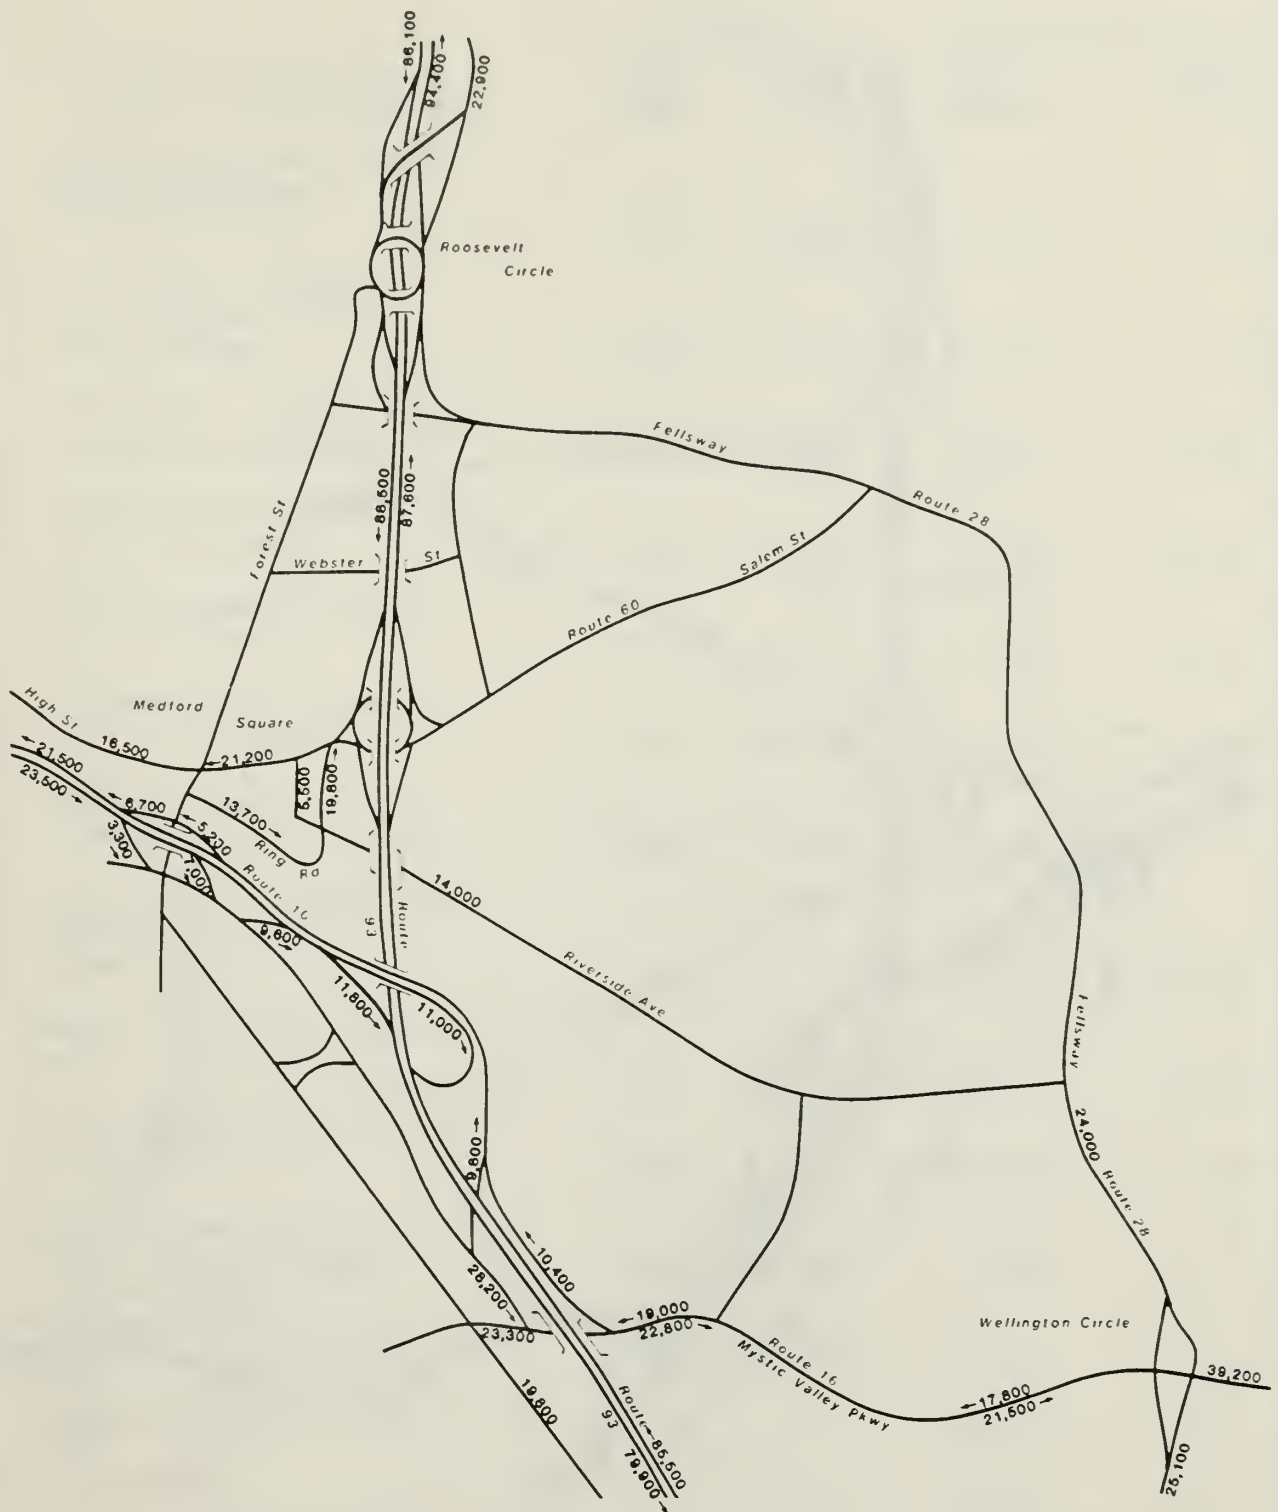 ← 86,100
94,400 →
22,900
Roosevelt
Circle
Fellsway
Route 28
← 86,500
87,600 →
Forest St
Webster St
Salem St
Route 60
High St
Medford
Square
16,500
← 21,200
← 21,500
23,500 →
5,500
19,800 →
← 6,700
← 5,200
13,700 →
Ring
Rd
3,300 →
7,000 →
Route 16
14,000
Route
93
9,800 →
Riverside Ave
11,800 →
11,000 →
Fellsway
24,000
Route 28
9,800 →
← 10,400
28,200 →
← 19,000
22,800 →
23,300
Wellington Circle
Route 16
Mystic Valley Pkwy
39,200
← 17,800
21,500 →
19,800
Route
93
← 85,500
79,900 →
25,100